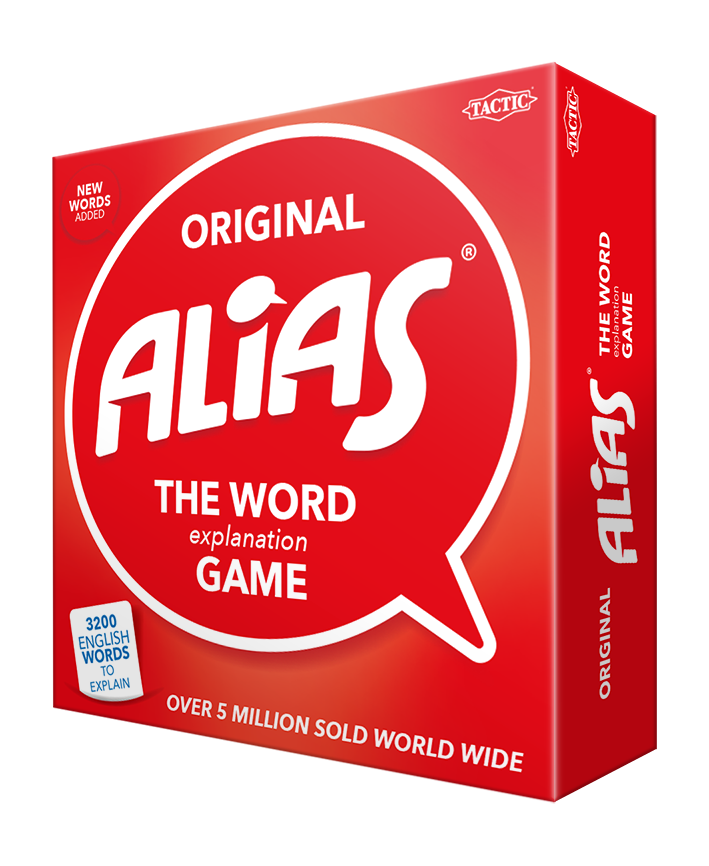 TACTIC
NEW
WORDS
ADDED
ORIGINAL
ALiAS®
THE WORD
explanation
GAME
3200
ENGLISH
WORDS
TO
EXPLAIN
OVER 5 MILLION SOLD WORLD WIDE
TACTIC
ORIGINAL
ALiAS®
THE WORD
explanation
GAME